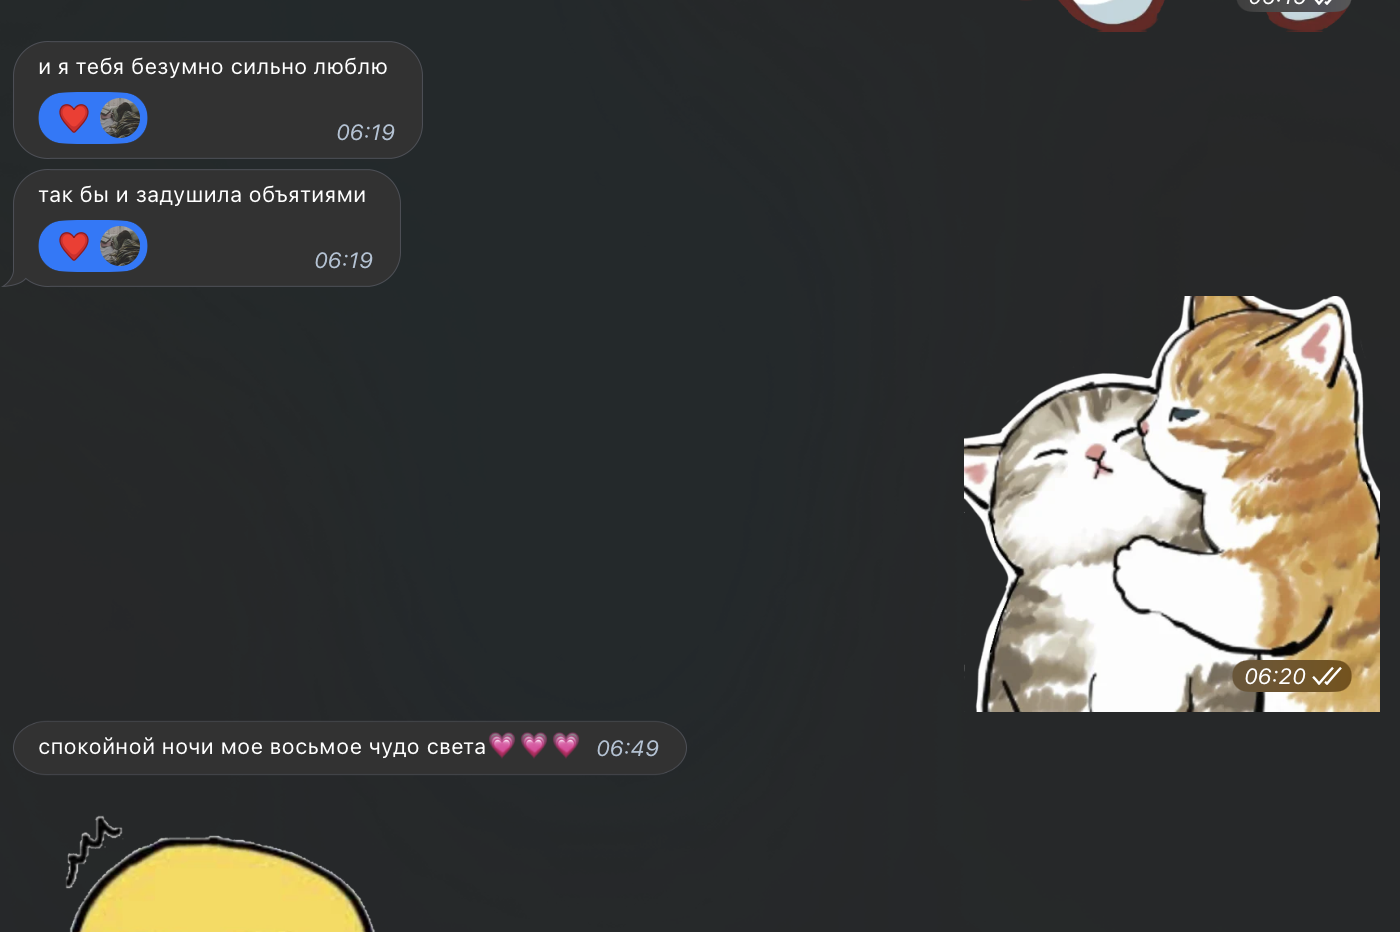 и я тебя безумно сильно люблю
06:19
так бы и задушила объятиями
06:19
06:20
спокойной ночи мое восьмое чудо света💗💗💗 06:49